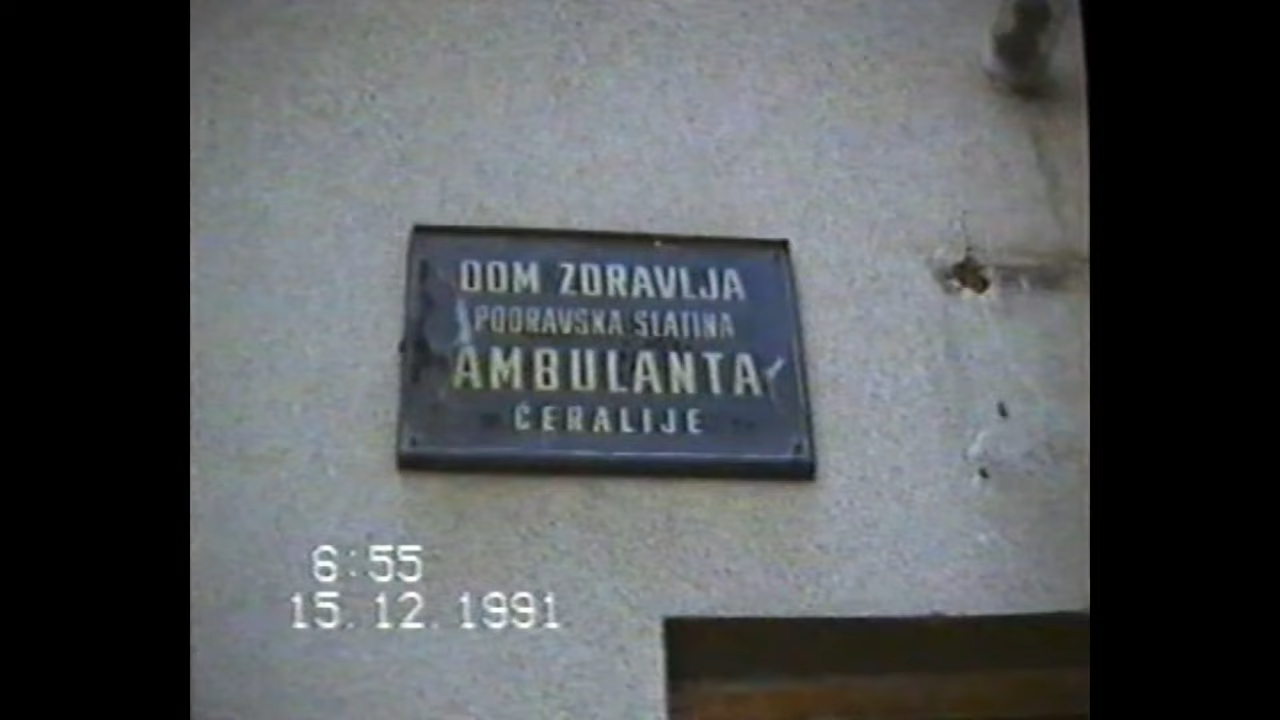 DOM ZDRAVLJA
PODRAVSKA SLATINA
AMBULANTA
ĆERALIJE
6:55
15.12.1991